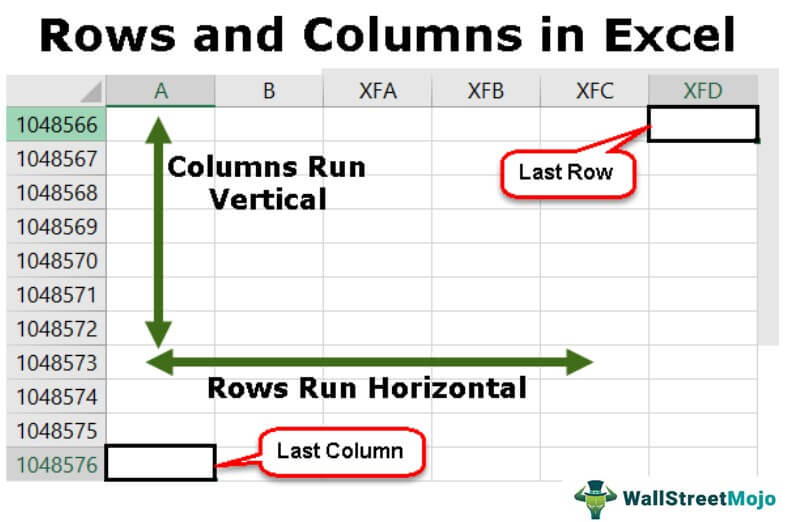 Rows and Columns in Excel
A B XFA XFB XFC XFD
1048566
1048567
Columns Run
Last Row
1048568
Vertical
1048569
1048570
1048571
1048572
1048573
Rows Run Horizontal
1048574
1048575
Last Column
1048576
WallStreetMojo